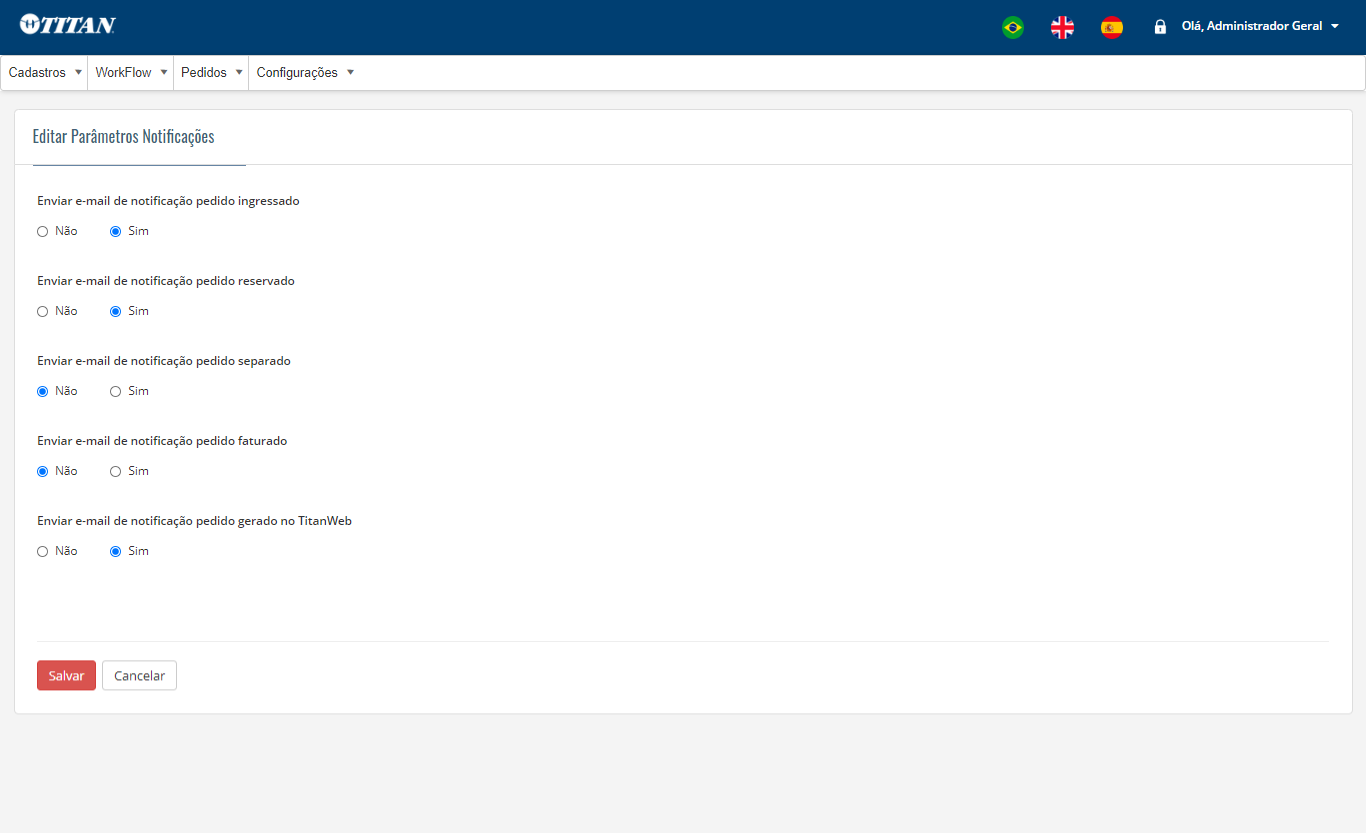 TITAN
Olá, Administrador Geral
Cadastros WorkFlow Pedidos Configurações
Editar Parâmetros Notificações
Enviar e-mail de notificação pedido ingressado
Não Sim
Enviar e-mail de notificação pedido reservado
Não Sim
Enviar e-mail de notificação pedido separado
Não Sim
Enviar e-mail de notificação pedido faturado
Não Sim
Enviar e-mail de notificação pedido gerado no TitanWeb
Não Sim
Salvar Cancelar